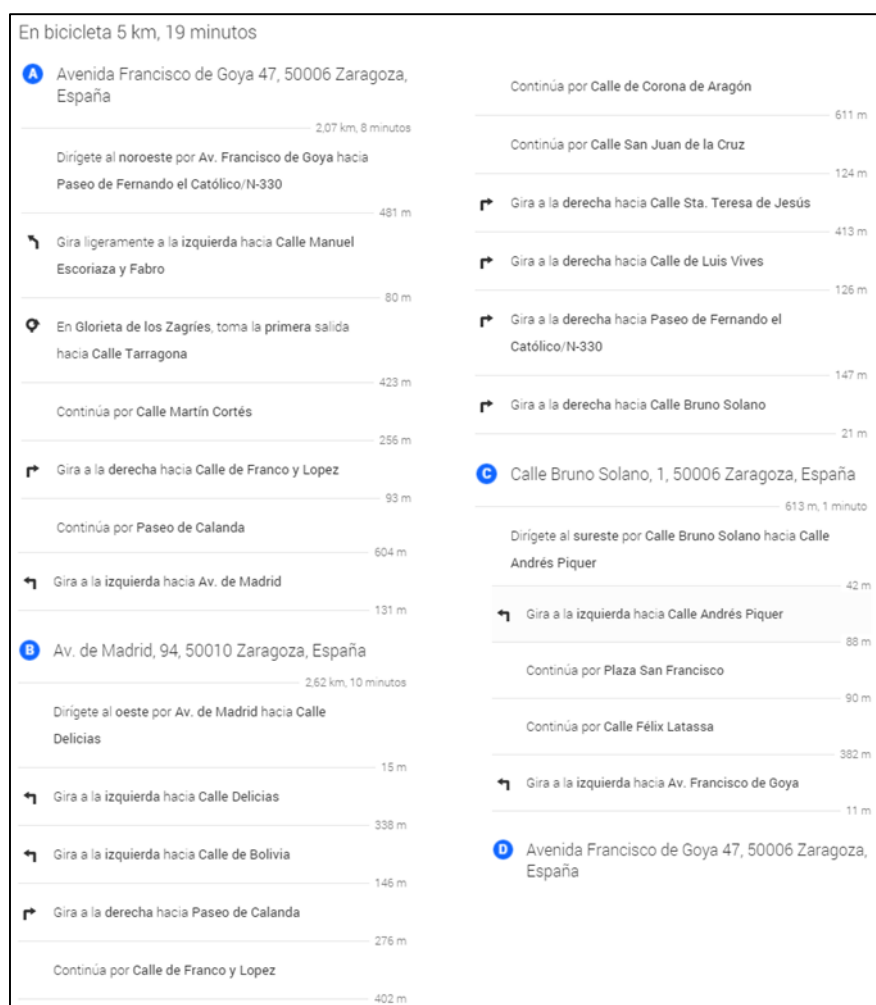 En bicicleta 5 km, 19 minutos
A
Avenida Francisco de Goya 47, 50006 Zaragoza,
España
2,07 km, 8 minutos
Dirígete al noroeste por Av. Francisco de Goya hacia
Paseo de Fernando el Católico/N-330
481 m
Gira ligeramente a la izquierda hacia Calle Manuel
Escoriaza y Fabro
80 m
En Glorieta de los Zagríes, toma la primera salida
hacia Calle Tarragona
423 m
Continúa por Calle Martín Cortés
256 m
Gira a la derecha hacia Calle de Franco y Lopez
93 m
Continúa por Paseo de Calanda
604 m
Gira a la izquierda hacia Av. de Madrid
131 m
B
Av. de Madrid, 94, 50010 Zaragoza, España
2,62 km, 10 minutos
Dirígete al oeste por Av. de Madrid hacia Calle
Delicias
15 m
Gira a la izquierda hacia Calle Delicias
338 m
Gira a la izquierda hacia Calle de Bolivia
146 m
Gira a la derecha hacia Paseo de Calanda
276 m
Continúa por Calle de Franco y Lopez
402 m
Continúa por Calle de Corona de Aragón
611 m
Continúa por Calle San Juan de la Cruz
124 m
Gira a la derecha hacia Calle Sta. Teresa de Jesús
413 m
Gira a la derecha hacia Calle de Luis Vives
126 m
Gira a la derecha hacia Paseo de Fernando el
Católico/N-330
147 m
Gira a la derecha hacia Calle Bruno Solano
21 m
C
Calle Bruno Solano, 1, 50006 Zaragoza, España
613 m, 1 minuto
Dirígete al sureste por Calle Bruno Solano hacia Calle
Andrés Piquer
42 m
Gira a la izquierda hacia Calle Andrés Piquer
88 m
Continúa por Plaza San Francisco
90 m
Continúa por Calle Félix Latassa
382 m
Gira a la izquierda hacia Av. Francisco de Goya
11 m
D
Avenida Francisco de Goya 47, 50006 Zaragoza,
España